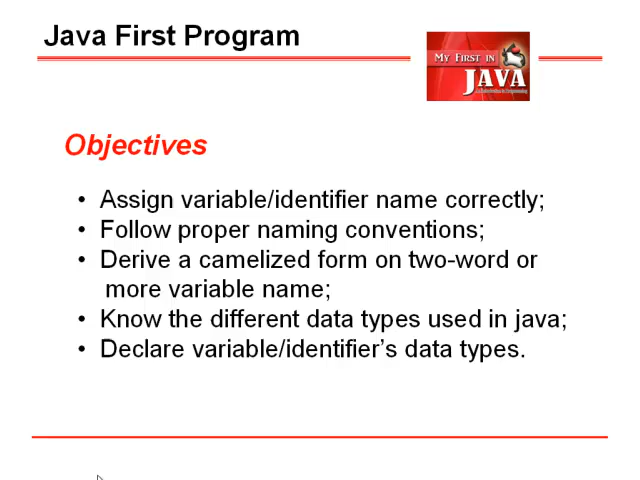 Java First Program
MY FIRST IN
JAVA
Objectives
• Assign variable/identifier name correctly;
• Follow proper naming conventions;
• Derive a camelized form on two-word or
more variable name;
• Know the different data types used in java;
• Declare variable/identifier’s data types.